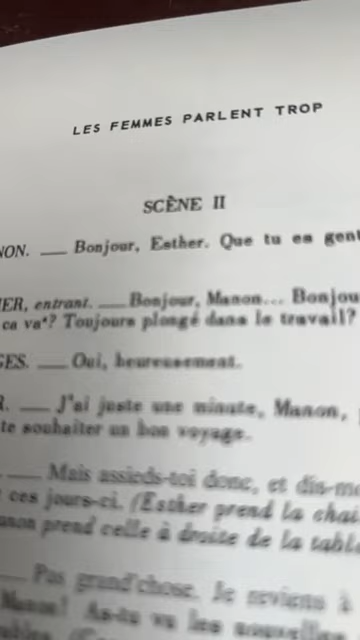 LES FEMMES PARLENT TROP
SCÈNE II
NON. — Bonjour, Esther. Que tu es gent
ER, entrant. — Bonjour, Manon... Bonjou
ca va*? Toujours plongé dans le travail?
GES. — Oui, heureusement.
R. — J'ai juste une minute, Manon,
te souhaiter un bon voyage.
— Mais assieds-toi donc, et dis-m
ces jours-ci. (Esther prend la chai
anon prend celle à droite de la tabl
— Pas grand'chose. Je reviens à
Manon! As-tu vu les nouvelles